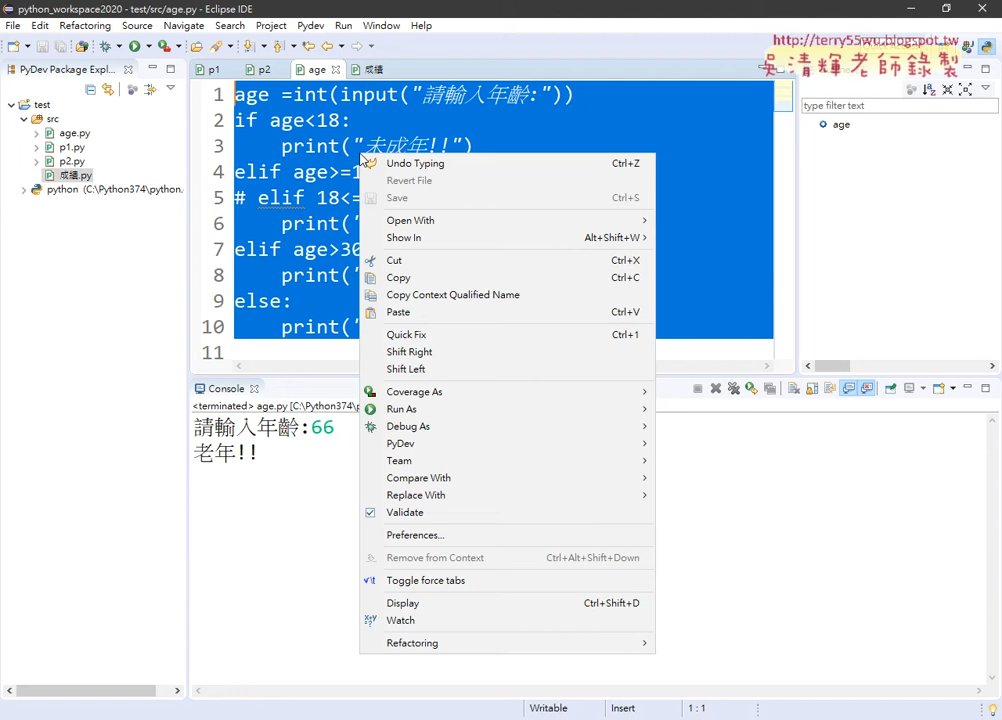 python_workspace2020 - test/src/age.py - Eclipse IDE
File Edit Refactoring Source Navigate Search Project Pydev Run Window Help
http://terry55wu.blogspot.tw
吳清輝老師錄製
PyDev Package Expl...
test
src
age.py
p1.py
p2.py
成績.py
python (C:\Python374\python.
p1 p2 age 成績
1 age =int(input("請輸入年齡:"))
2 if age<18:
3 print("未成年!!")
4 elif age>=1
5 # elif 18<=
6 print("
7 elif age>30
8 print("
9 else:
10 print("
11
Undo Typing Ctrl+Z
Revert File
Save Ctrl+S
Open With
Show In Alt+Shift+W
Cut Ctrl+X
Copy Ctrl+C
Copy Context Qualified Name
Paste Ctrl+V
Quick Fix Ctrl+1
Shift Right
Shift Left
Coverage As
Run As
Debug As
PyDev
Team
Compare With
Replace With
Validate
Preferences...
Remove from Context Ctrl+Alt+Shift+Down
Toggle force tabs
Display Ctrl+Shift+D
Watch
Refactoring
type filter text
age
Console
<terminated> age.py [C:\Python374\
請輸入年齡:66
老年!!
Writable Insert 1 : 1